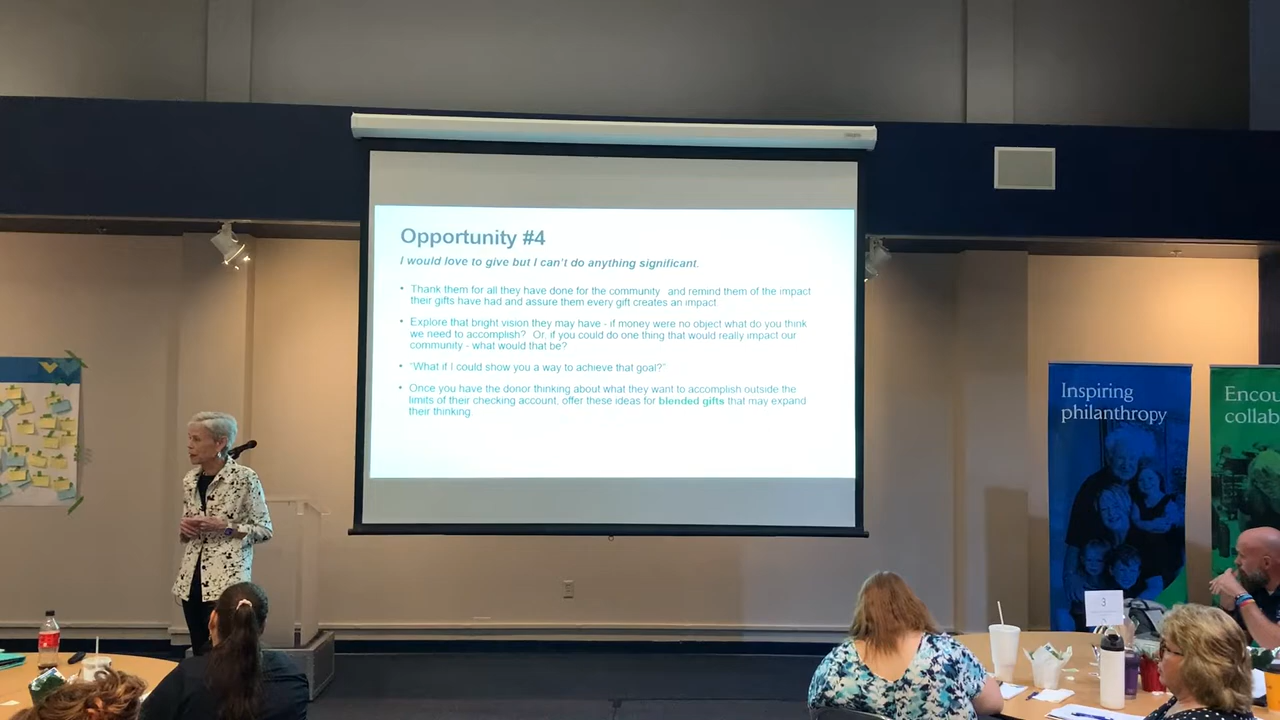 Opportunity #4
I would love to give but I can't do anything significant.
• Thank them for all they have done for the community and remind them of the impact
their gifts have had and assure them every gift creates an impact
• Explore that bright vision they may have - if money were no object what do you think
we need to accomplish? Or, if you could do one thing that would really impact our
community - what would that be?
• "What if I could show you a way to achieve that goal?"
• Once you have the donor thinking about what they want to accomplish outside the
limits of their checking account, offer these ideas for blended gifts that may expand
their thinking.
Inspiring
philanthropy
Encou
collab
3